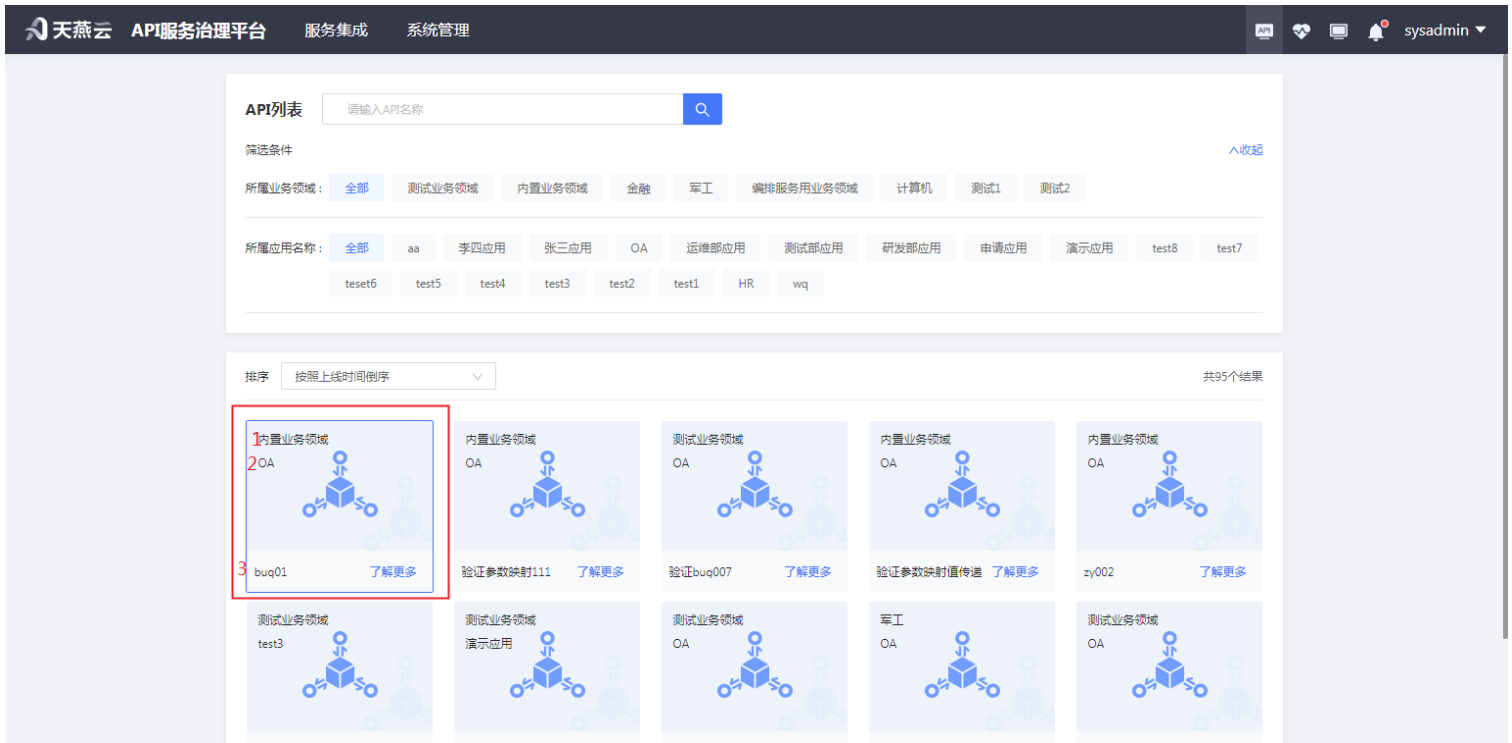 天燕云 API服务治理平台 服务集成 系统管理 API sysadmin
API列表 请输入API名称
筛选条件 收起
所属业务领域： 全部 测试业务领域 内置业务领域 金融 军工 编排服务用业务领域 计算机 测试1 测试2
所属应用名称： 全部 aa 李四应用 张三应用 OA 运维部应用 测试部应用 研发部应用 申请应用 演示应用 test8 test7
teset6 test5 test4 test3 test2 test1 HR wq
排序 按照上线时间倒序 共95个结果
1内置业务领域 内置业务领域 测试业务领域 内置业务领域 内置业务领域
2OA OA OA OA OA
3 bug01 了解更多 验证参数映射111 了解更多 验证bug007 了解更多 验证参数映射值传递 了解更多 zy002 了解更多
测试业务领域 测试业务领域 测试业务领域 军工 测试业务领域
test3 演示应用 OA OA OA